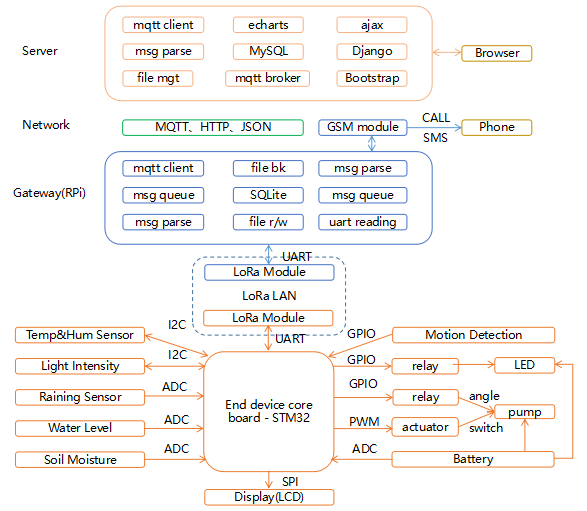 mqtt client echarts ajax
Server msg parse MySQL Django Browser
file mgt mqtt broker Bootstrap
Network MQTT、HTTP、JSON GSM module CALL Phone
SMS
mqtt client file bk msg parse
Gateway(RPi) msg queue SQLite msg queue
msg parse file r/w uart reading
UART
LoRa Module
LoRa LAN
LoRa Module
I2C UART GPIO
Temp&Hum Sensor Motion Detection
I2C GPIO
Light Intensity relay LED
ADC GPIO
Raining Sensor relay angle
End device core
board - STM32
pump
ADC PWM switch
Water Level actuator
ADC ADC
Soil Moisture Battery
SPI
Display(LCD)